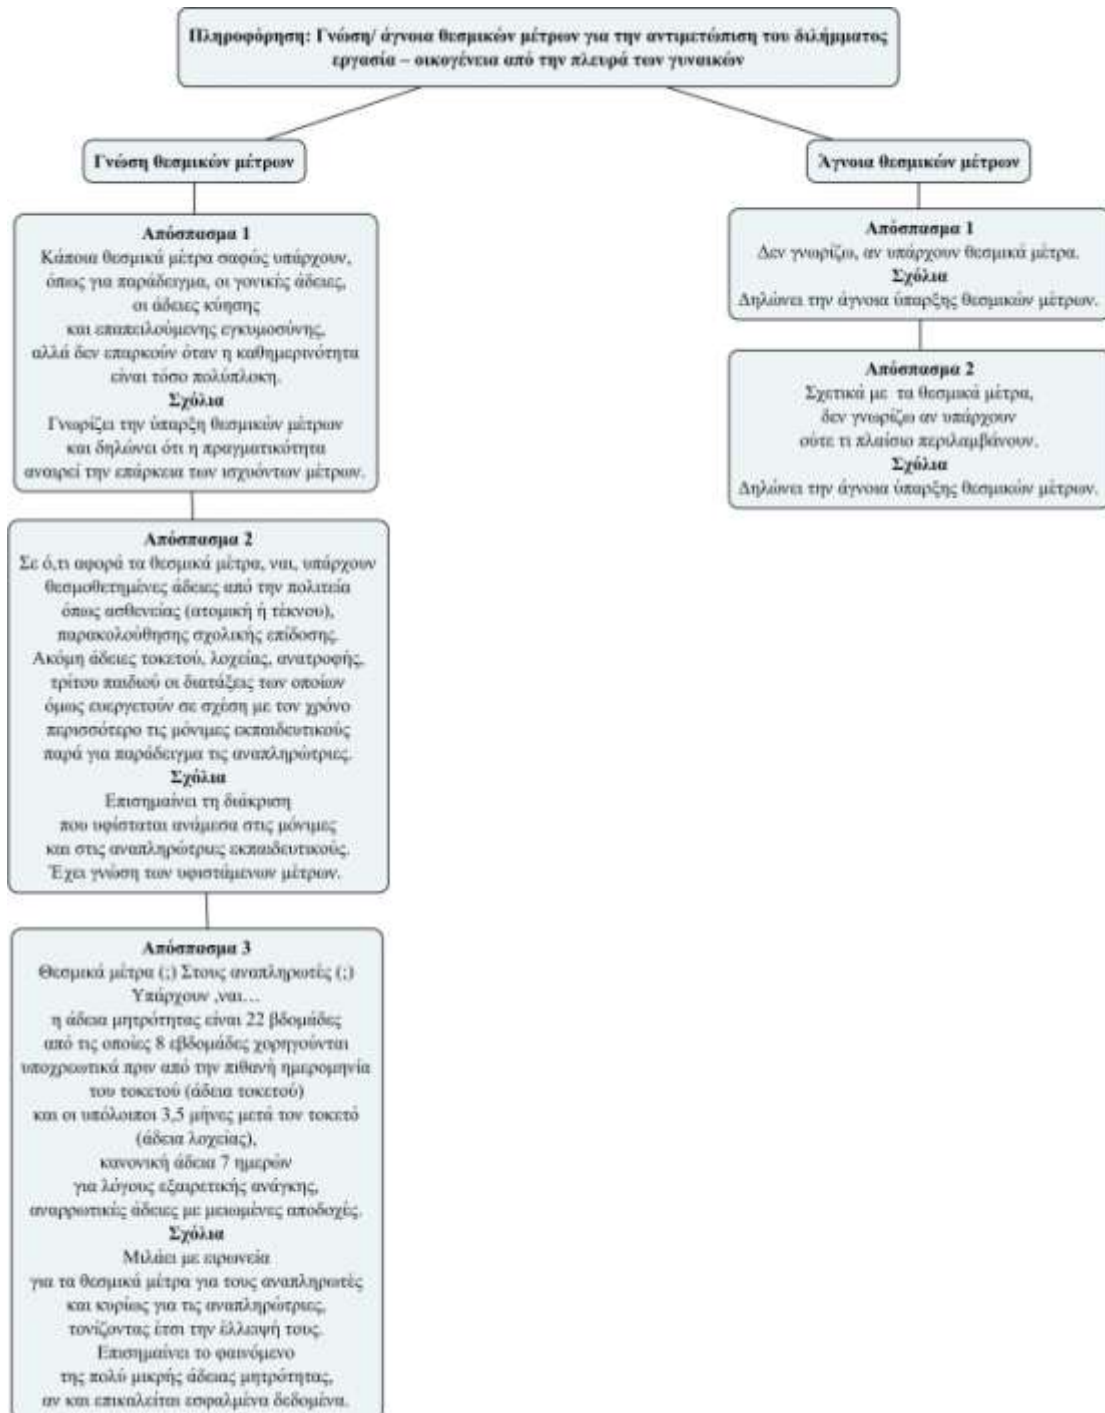 Πληροφόρηση: Γνώση/ άγνοια θεσμικών μέτρων για την αντιμετώπιση του διλήμματος
εργασία – οικογένεια από την πλευρά των γυναικών
Γνώση θεσμικών μέτρων
Απόσπασμα 1
Κάποια θεσμικά μέτρα σαφώς υπάρχουν,
όπως για παράδειγμα, οι γονικές άδειες,
οι άδειες κύησης
και επαπειλούμενης εγκυμοσύνης,
αλλά δεν επαρκούν όταν η καθημερινότητα
είναι τόσο πολύπλοκη.
Σχόλια
Γνωρίζει την ύπαρξη θεσμικών μέτρων
και δηλώνει ότι η πραγματικότητα
αναιρεί την επάρκεια των ισχυόντων μέτρων.
Απόσπασμα 2
Σε ό,τι αφορά τα θεσμικά μέτρα, ναι, υπάρχουν
θεσμοθετημένες άδειες από την πολιτεία
όπως ασθενείας (ατομική ή τέκνου),
παρακολούθησης σχολικής επίδοσης.
Ακόμη άδειες τοκετού, λοχείας, ανατροφής,
τρίτου παιδιού οι διατάξεις των οποίων
όμως ευεργετούν σε σχέση με τον χρόνο
περισσότερο τις μόνιμες εκπαιδευτικούς
παρά για παράδειγμα τις αναπληρώτριες.
Σχόλια
Επισημαίνει τη διάκριση
που υφίσταται ανάμεσα στις μόνιμες
και στις αναπληρώτριες εκπαιδευτικούς.
Έχει γνώση των υφιστάμενων μέτρων.
Απόσπασμα 3
Θεσμικά μέτρα (;) Στους αναπληρωτές (;)
Υπάρχουν ,ναι…
η άδεια μητρότητας είναι 22 βδομάδες
από τις οποίες 8 εβδομάδες χορηγούνται
υποχρεωτικά πριν από την πιθανή ημερομηνία
του τοκετού (άδεια τοκετού)
και οι υπόλοιποι 3,5 μήνες μετά τον τοκετό
(άδεια λοχείας),
κανονική άδεια 7 ημερών
για λόγους εξαιρετικής ανάγκης,
αναρρωτικές άδειες με μειωμένες αποδοχές.
Σχόλια
Μιλάει με ειρωνεία
για τα θεσμικά μέτρα για τους αναπληρωτές
και κυρίως για τις αναπληρώτριες,
τονίζοντας έτσι την έλλειψή τους.
Επισημαίνει το φαινόμενο
της πολύ μικρής άδειας μητρότητας,
αν και επικαλείται εσφαλμένα δεδομένα.
Άγνοια θεσμικών μέτρων
Απόσπασμα 1
Δεν γνωρίζω, αν υπάρχουν θεσμικά μέτρα.
Σχόλια
Δηλώνει την άγνοια ύπαρξης θεσμικών μέτρων.
Απόσπασμα 2
Σχετικά με τα θεσμικά μέτρα,
δεν γνωρίζω αν υπάρχουν
ούτε τι πλαίσιο περιλαμβάνουν.
Σχόλια
Δηλώνει την άγνοια ύπαρξης θεσμικών μέτρων.